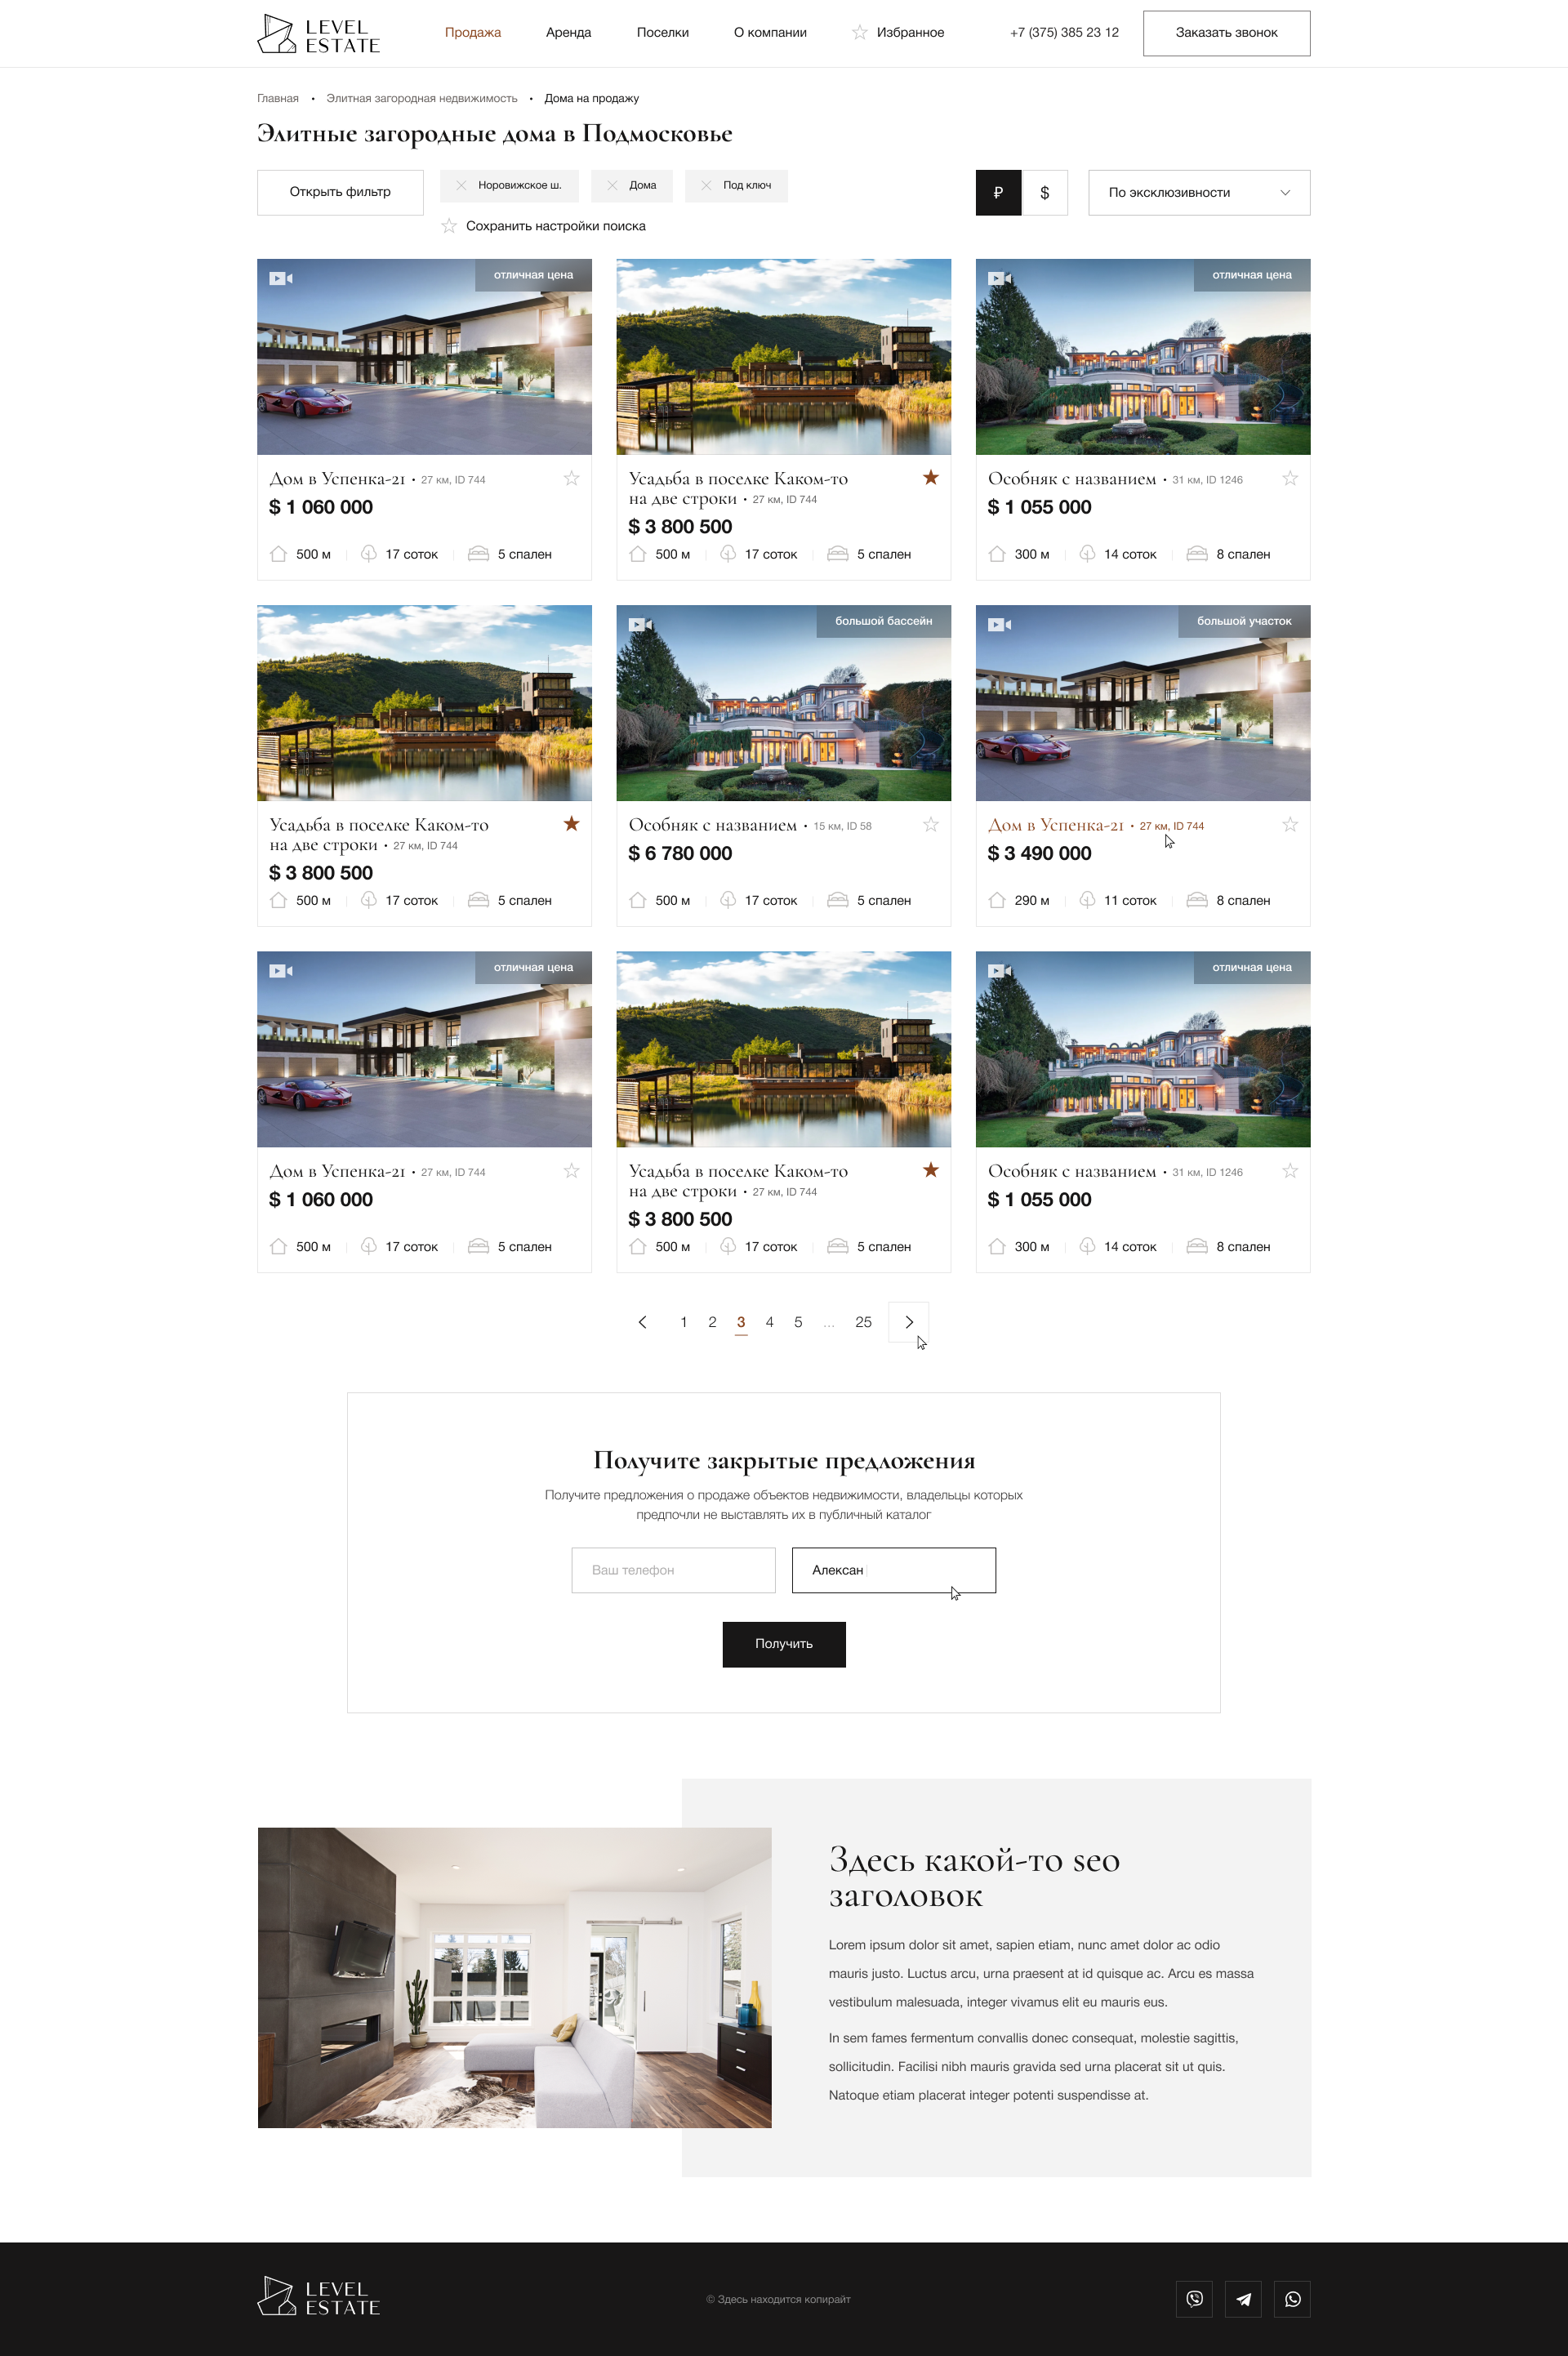 LEVEL
ESTATE
Продажа
Аренда
Поселки
О компании
Избранное
+7 (375) 385 23 12
Заказать звонок
Главная • Элитная загородная недвижимость • Дома на продажу
Элитные загородные дома в Подмосковье
Открыть фильтр
Норовижское ш.
Дома
Под ключ
₽
$
По эксклюзивности
Сохранить настройки поиска
отличная цена
Дом в Успенка-21 • 27 км, ID 744
$ 1 060 000
500 м
17 соток
5 спален
Усадьба в поселке Каком-то
на две строки • 27 км, ID 744
$ 3 800 500
500 м
17 соток
5 спален
отличная цена
Особняк с названием • 31 км, ID 1246
$ 1 055 000
300 м
14 соток
8 спален
Усадьба в поселке Каком-то
на две строки • 27 км, ID 744
$ 3 800 500
500 м
17 соток
5 спален
большой бассейн
Особняк с названием • 15 км, ID 58
$ 6 780 000
500 м
17 соток
5 спален
большой участок
Дом в Успенка-21 • 27 км, ID 744
$ 3 490 000
290 м
11 соток
8 спален
отличная цена
Дом в Успенка-21 • 27 км, ID 744
$ 1 060 000
500 м
17 соток
5 спален
Усадьба в поселке Каком-то
на две строки • 27 км, ID 744
$ 3 800 500
500 м
17 соток
5 спален
отличная цена
Особняк с названием • 31 км, ID 1246
$ 1 055 000
300 м
14 соток
8 спален
1 2 3 4 5 ... 25
Получите закрытые предложения
Получите предложения о продаже объектов недвижимости, владельцы которых
предпочли не выставлять их в публичный каталог
Ваш телефон
Алексан
Получить
Здесь какой-то seo
заголовок
Lorem ipsum dolor sit amet, sapien etiam, nunc amet dolor ac odio
mauris justo. Luctus arcu, urna praesent at id quisque ac. Arcu es massa
vestibulum malesuada, integer vivamus elit eu mauris eus.
In sem fames fermentum convallis donec consequat, molestie sagittis,
sollicitudin. Facilisi nibh mauris gravida sed urna placerat sit ut quis.
Natoque etiam placerat integer potenti suspendisse at.
LEVEL
ESTATE
© Здесь находится копирайт